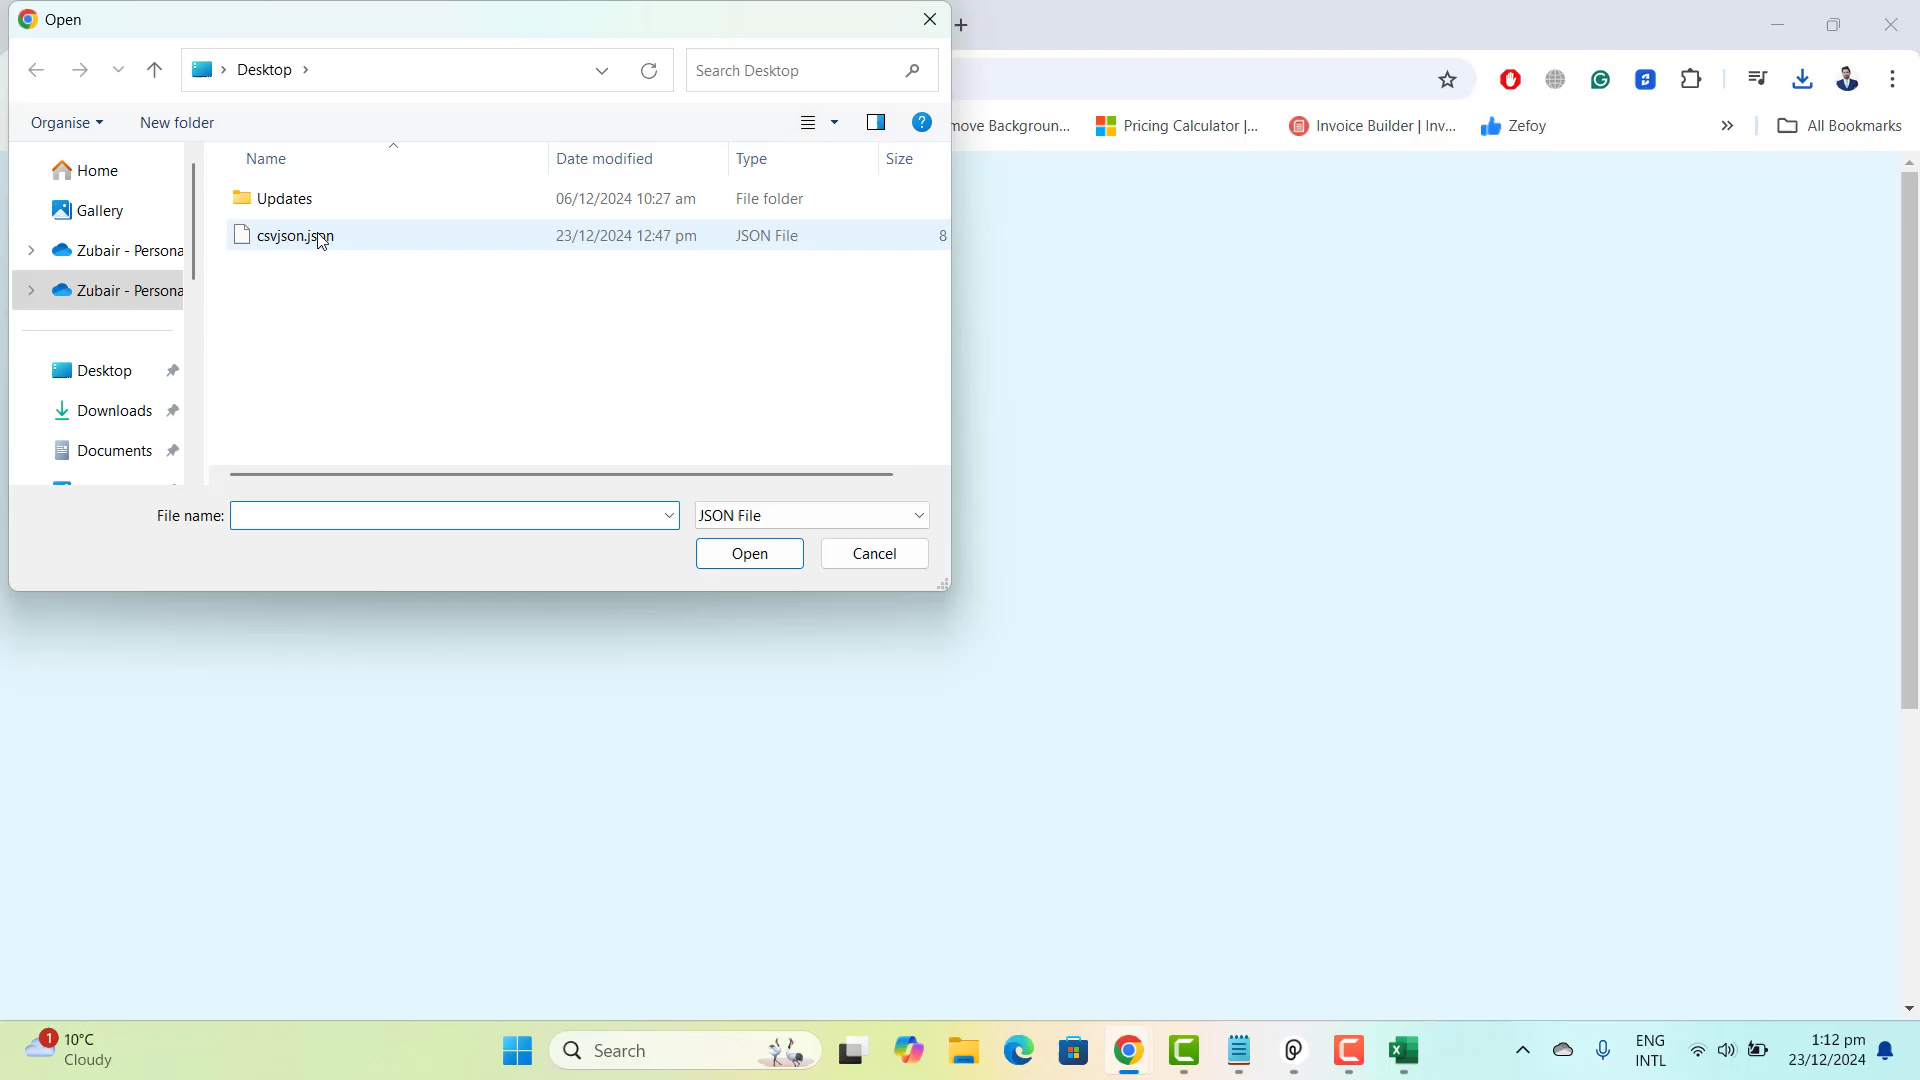 Open
Desktop
Search Desktop
Organise
New folder
move Backgroun...
Pricing Calculator |...
Invoice Builder | Inv...
Zefoy
All Bookmarks
Name
Date modified
Type
Size
Home
Gallery
Zubair - Persona
Zubair - Persona
Desktop
Downloads
Documents
Updates
06/12/2024 10:27 am
File folder
csvjson.json
23/12/2024 12:47 pm
JSON File
8
File name:
JSON File
Open
Cancel
1
10°C
Cloudy
Search
ENG
INTL
1:12 pm
23/12/2024